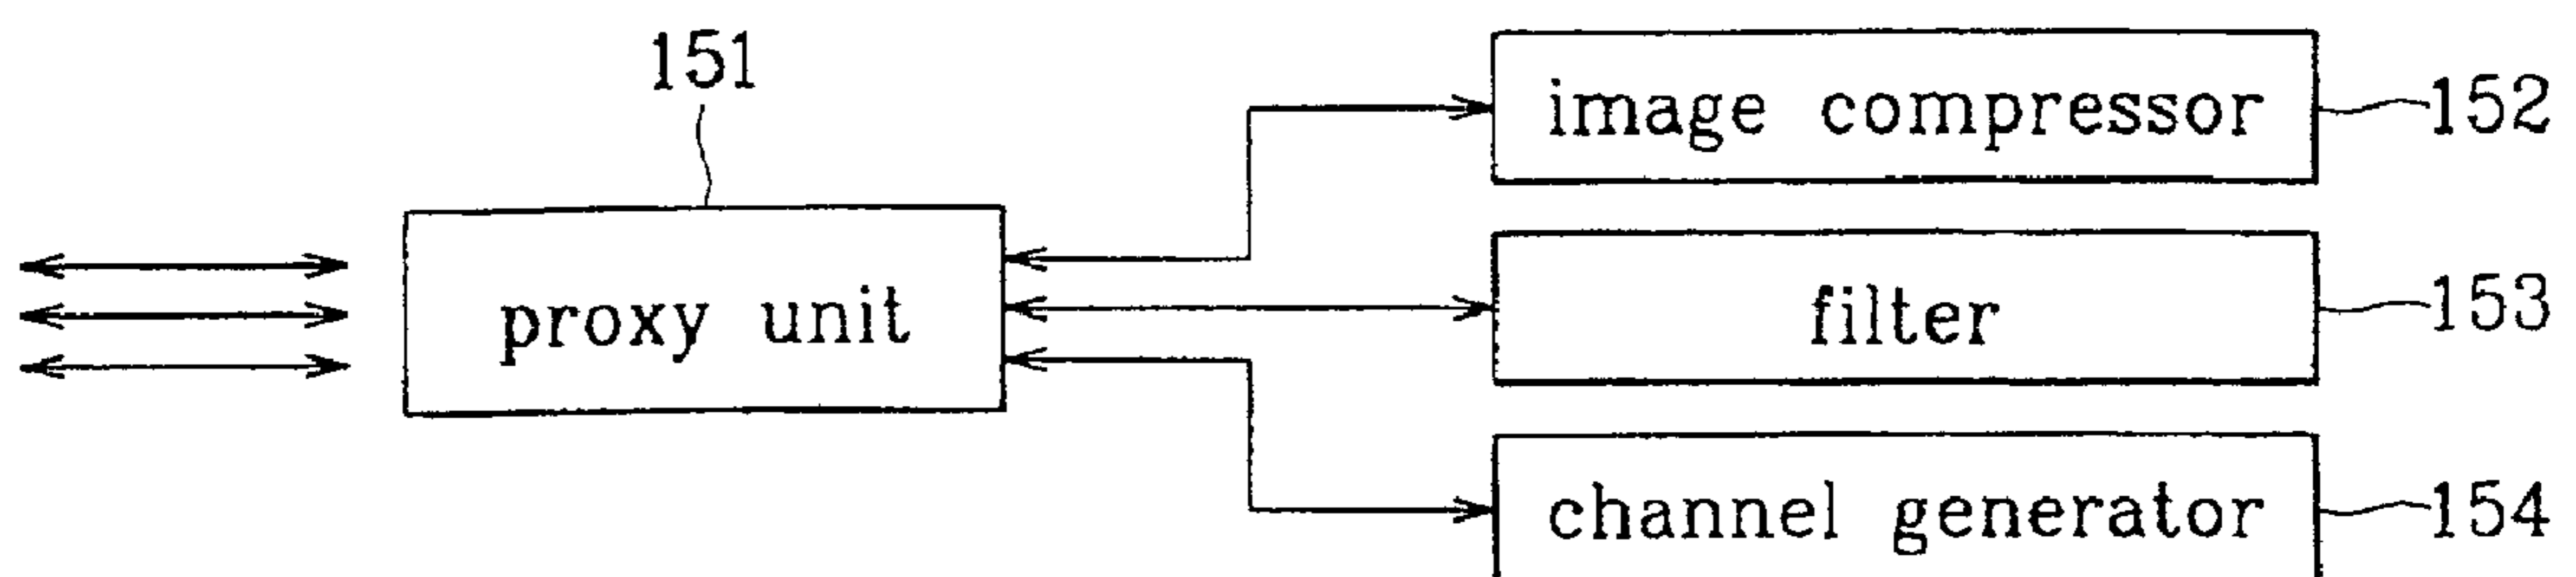 151
image compressor
152
proxy unit
filter
153
channel generator
154